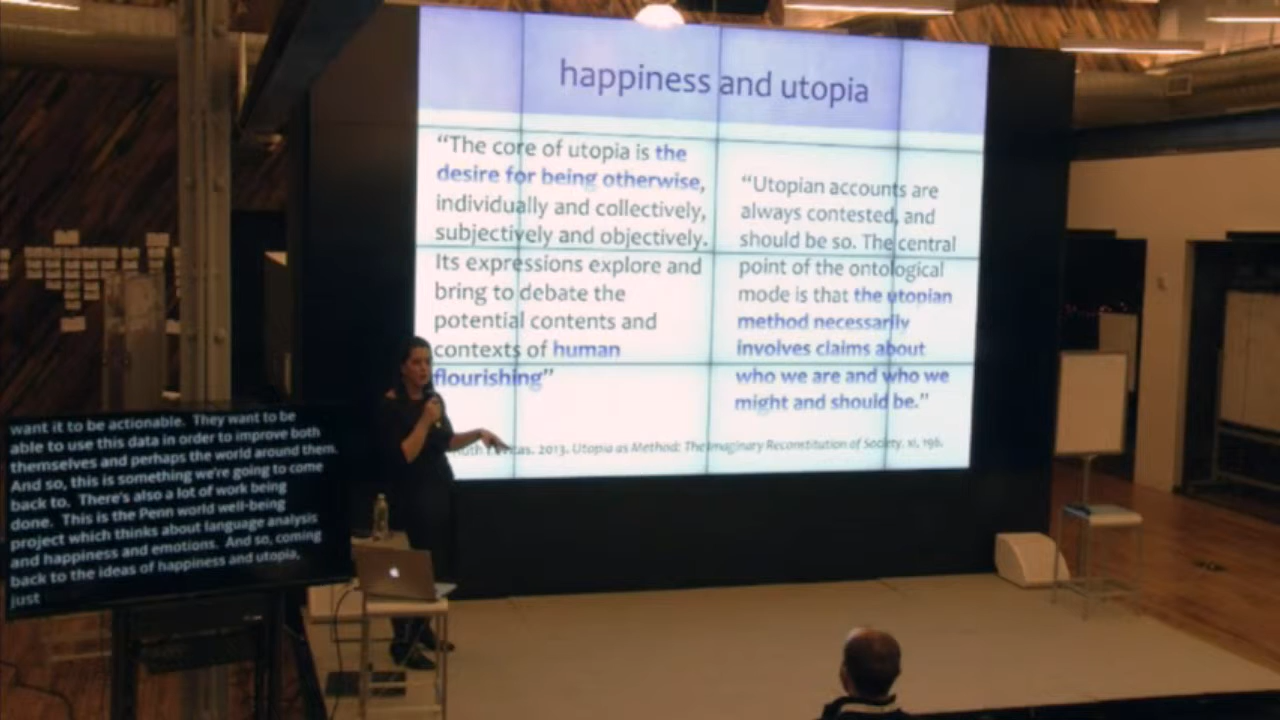 happiness and utopia
“The core of utopia is the
desire for being otherwise,
individually and collectively,
subjectively and objectively.
Its expressions explore and
bring to debate the
potential contents and
contexts of human
flourishing”
“Utopian accounts are
always contested, and
should be so. The central
point of the ontological
mode is that the utopian
method necessarily
involves claims about
who we are and who we
might and should be.”
2013. Utopia as Method: The Imaginary Reconstitution of Society. xi, 196.
want it to be actionable. They want to be
able to use this data in order to improve both
themselves and perhaps the world around them.
And so, this is something we're going to come
back to. There's also a lot of work being
done. This is the Penn world well-being
project which thinks about language analysis
and happiness and emotions. And so, coming
back to the ideas of happiness and utopia,
just